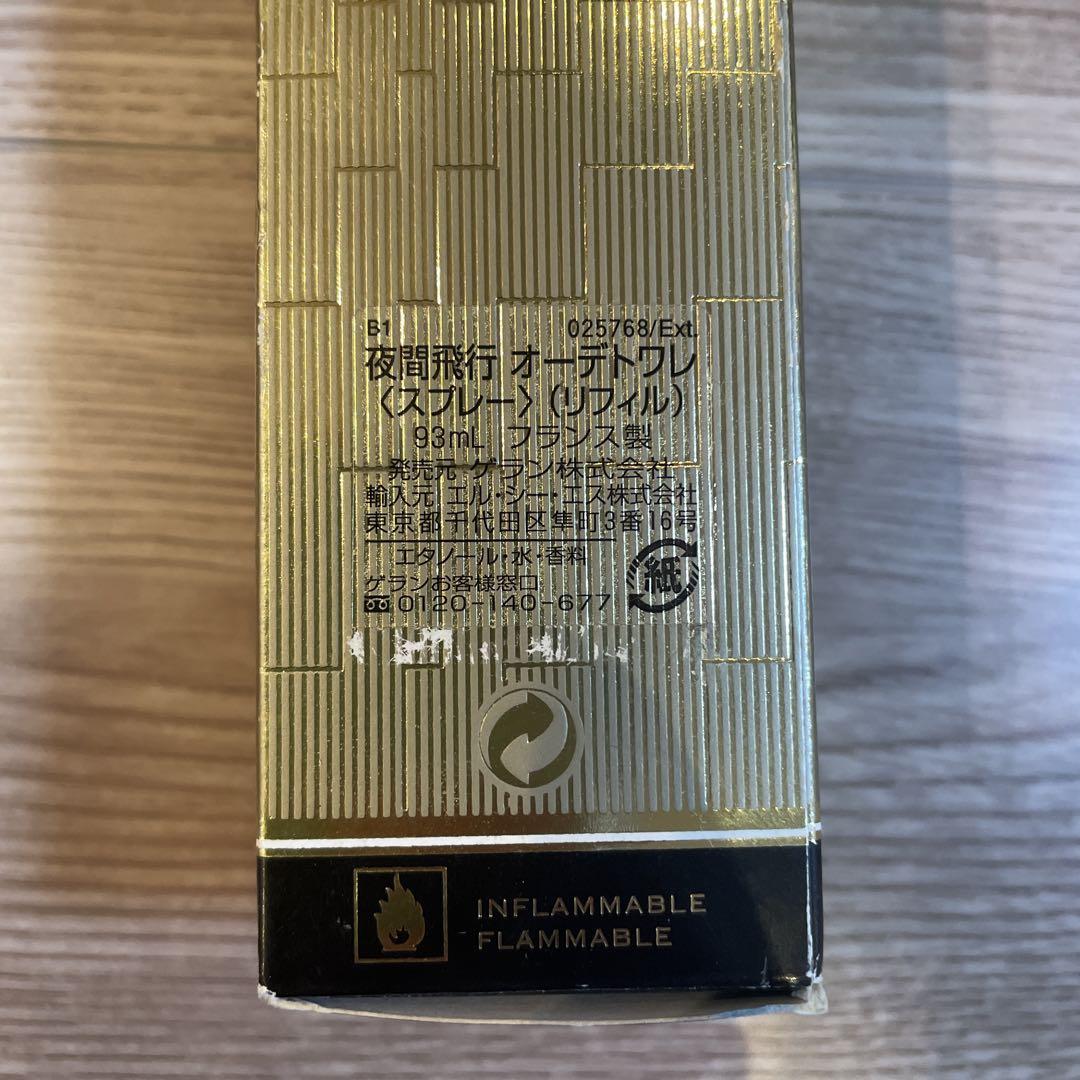 B1 025768/Ext.
夜間飛行 オーデトワレ
〈スプレー〉(リフィル)
93mL フランス製
発売元 ゲラン株式会社
輸入元 エル・シー・エス株式会社
東京都千代田区隼町3番16号
エタノール・水・香料
ゲランお客様窓口
0120-140-677
紙
INFLAMMABLE
FLAMMABLE